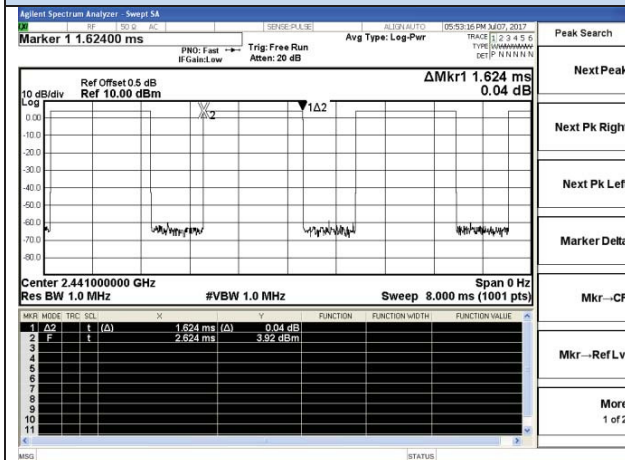 Agilent Spectrum Analyzer - Swept SA
RF 50 Ω AC SENSE:PULSE ALIGN AUTO 05:53:16 PM Jul 07, 2017
Marker 1 1.62400 ms
PNO: Fast
IFGain:Low
Trig: Free Run
Atten: 20 dB
Avg Type: Log-Pwr
TRACE 1 2 3 4 5 6
TYPE
DET P N N N N N
Ref Offset 0.5 dB
Ref 10.00 dBm
10 dB/div
Log
ΔMkr1 1.624 ms
0.04 dB
0.00
-10.0
-20.0
-30.0
-40.0
-50.0
-60.0
-70.0
-80.0
2
1Δ2
Center 2.441000000 GHz
Span 0 Hz
Res BW 1.0 MHz
#VBW 1.0 MHz
Sweep 8.000 ms (1001 pts)
MKR MODE TRC SCL X Y FUNCTION FUNCTION WIDTH FUNCTION VALUE
1 Δ2 t (Δ) 1.624 ms (Δ) 0.04 dB
2 F t 2.624 ms 3.92 dBm
3
4
5
6
7
8
9
10
11
MSG
STATUS
Peak Search
Next Peak
Next Pk Right
Next Pk Left
Marker Delta
Mkr→CF
Mkr→Ref Lv
More
1 of 2